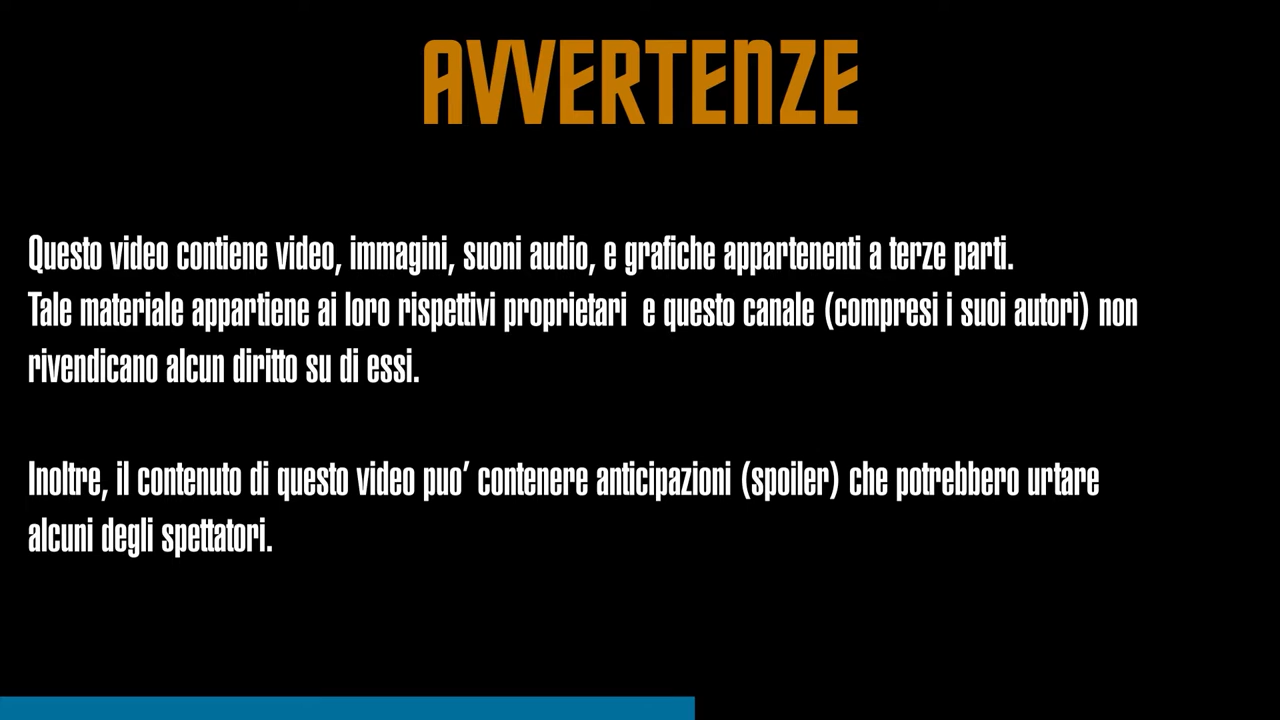 AVVERTENZE
Questo video contiene video, immagini, suoni audio, e grafiche appartenenti a terze parti.
Tale materiale appartiene ai loro rispettivi proprietari e questo canale (compresi i suoi autori) non
rivendicano alcun diritto su di essi.
Inoltre, il contenuto di questo video puo’ contenere anticipazioni (spoiler) che potrebbero urtare
alcuni degli spettatori.